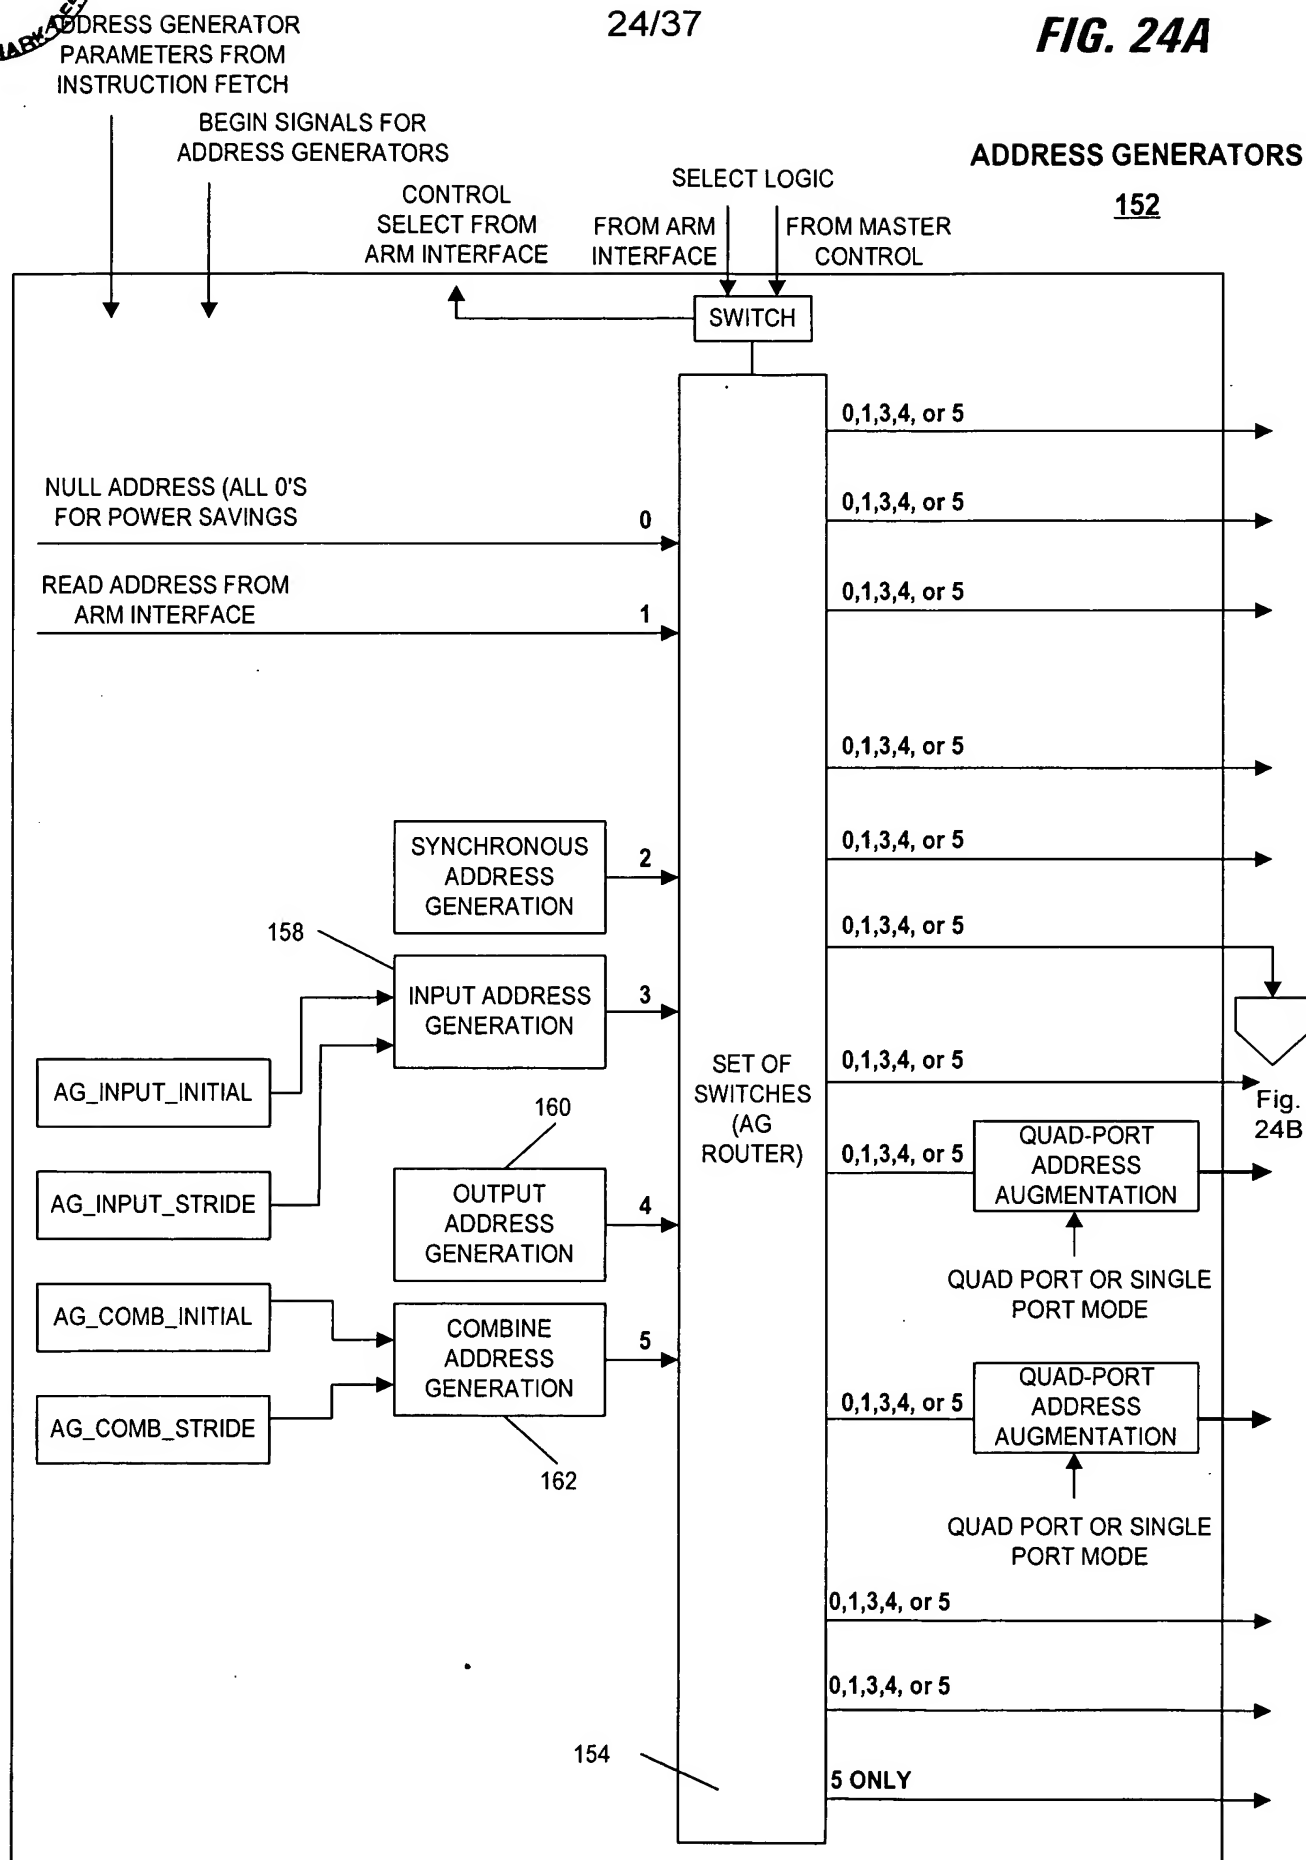 24/37
FIG. 24A
ADDRESS GENERATOR
PARAMETERS FROM
INSTRUCTION FETCH
BEGIN SIGNALS FOR
ADDRESS GENERATORS
ADDRESS GENERATORS
152
CONTROL
SELECT FROM
ARM INTERFACE
SELECT LOGIC
FROM ARM
INTERFACE
FROM MASTER
CONTROL
SWITCH
0,1,3,4, or 5
NULL ADDRESS (ALL 0'S
FOR POWER SAVINGS
0
0,1,3,4, or 5
READ ADDRESS FROM
ARM INTERFACE
1
0,1,3,4, or 5
0,1,3,4, or 5
SYNCHRONOUS
ADDRESS
GENERATION
2
0,1,3,4, or 5
158
0,1,3,4, or 5
INPUT ADDRESS
GENERATION
3
SET OF
SWITCHES
(AG
ROUTER)
0,1,3,4, or 5
AG_INPUT_INITIAL
Fig.
24B
160
0,1,3,4, or 5
QUAD-PORT
ADDRESS
AUGMENTATION
AG_INPUT_STRIDE
OUTPUT
ADDRESS
GENERATION
4
QUAD PORT OR SINGLE
PORT MODE
AG_COMB_INITIAL
COMBINE
ADDRESS
GENERATION
5
AG_COMB_STRIDE
0,1,3,4, or 5
QUAD-PORT
ADDRESS
AUGMENTATION
162
QUAD PORT OR SINGLE
PORT MODE
0,1,3,4, or 5
0,1,3,4, or 5
154
5 ONLY